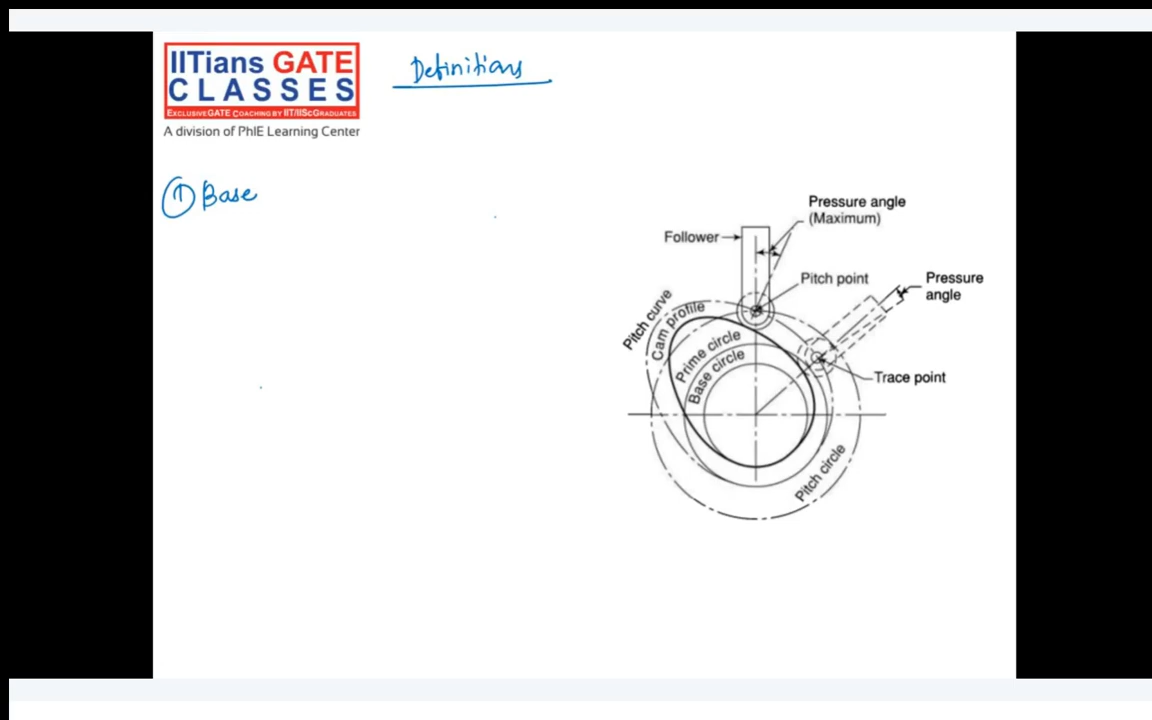 IITians GATE
CLASSES
EXCLUSIVE GATE COACHING BY IIT/IISc GRADUATES
A division of PhIE Learning Center
Definitions
① Base
Pressure angle
(Maximum)
Follower
Pitch point
Pressure
angle
Pitch curve
Cam profile
Prime circle
Base circle
Trace point
Pitch circle